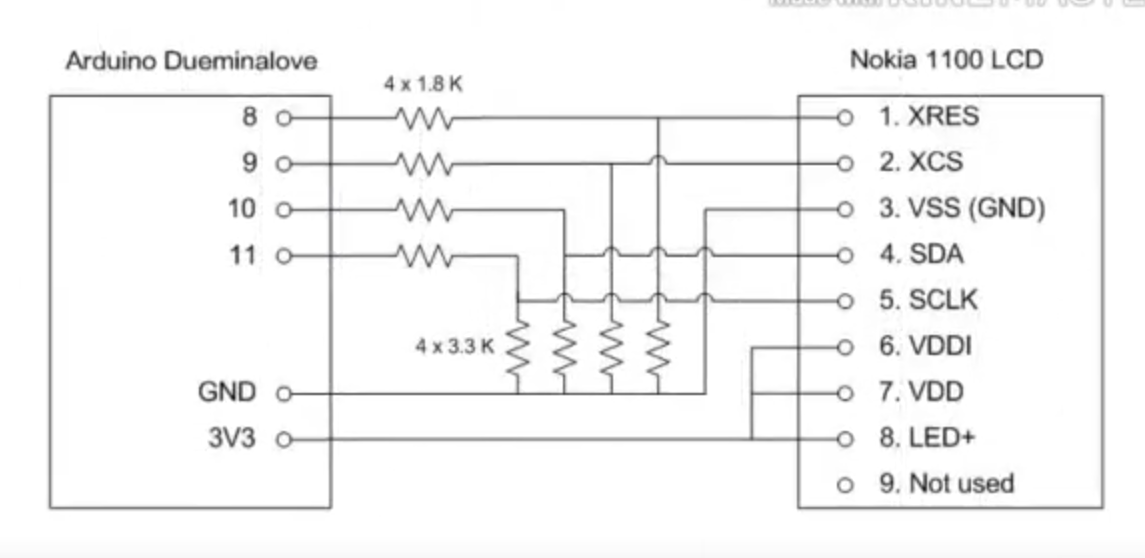 Arduino Dueminalove
Nokia 1100 LCD
4 x 1.8 K
8
9
10
11
GND
3V3
4 x 3.3 K
1. XRES
2. XCS
3. VSS (GND)
4. SDA
5. SCLK
6. VDDI
7. VDD
8. LED+
9. Not used